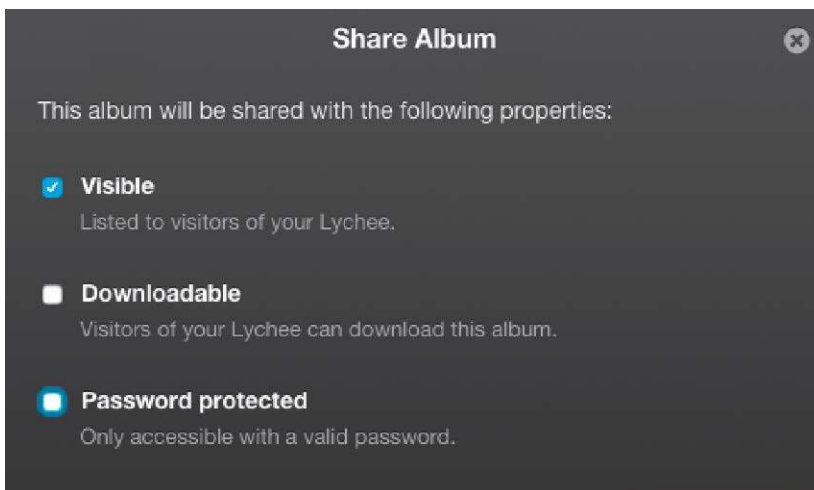 Share Album
This album will be shared with the following properties:
Visible
Listed to visitors of your Lychee.
Downloadable
Visitors of your Lychee can download this album.
Password protected
Only accessible with a valid password.